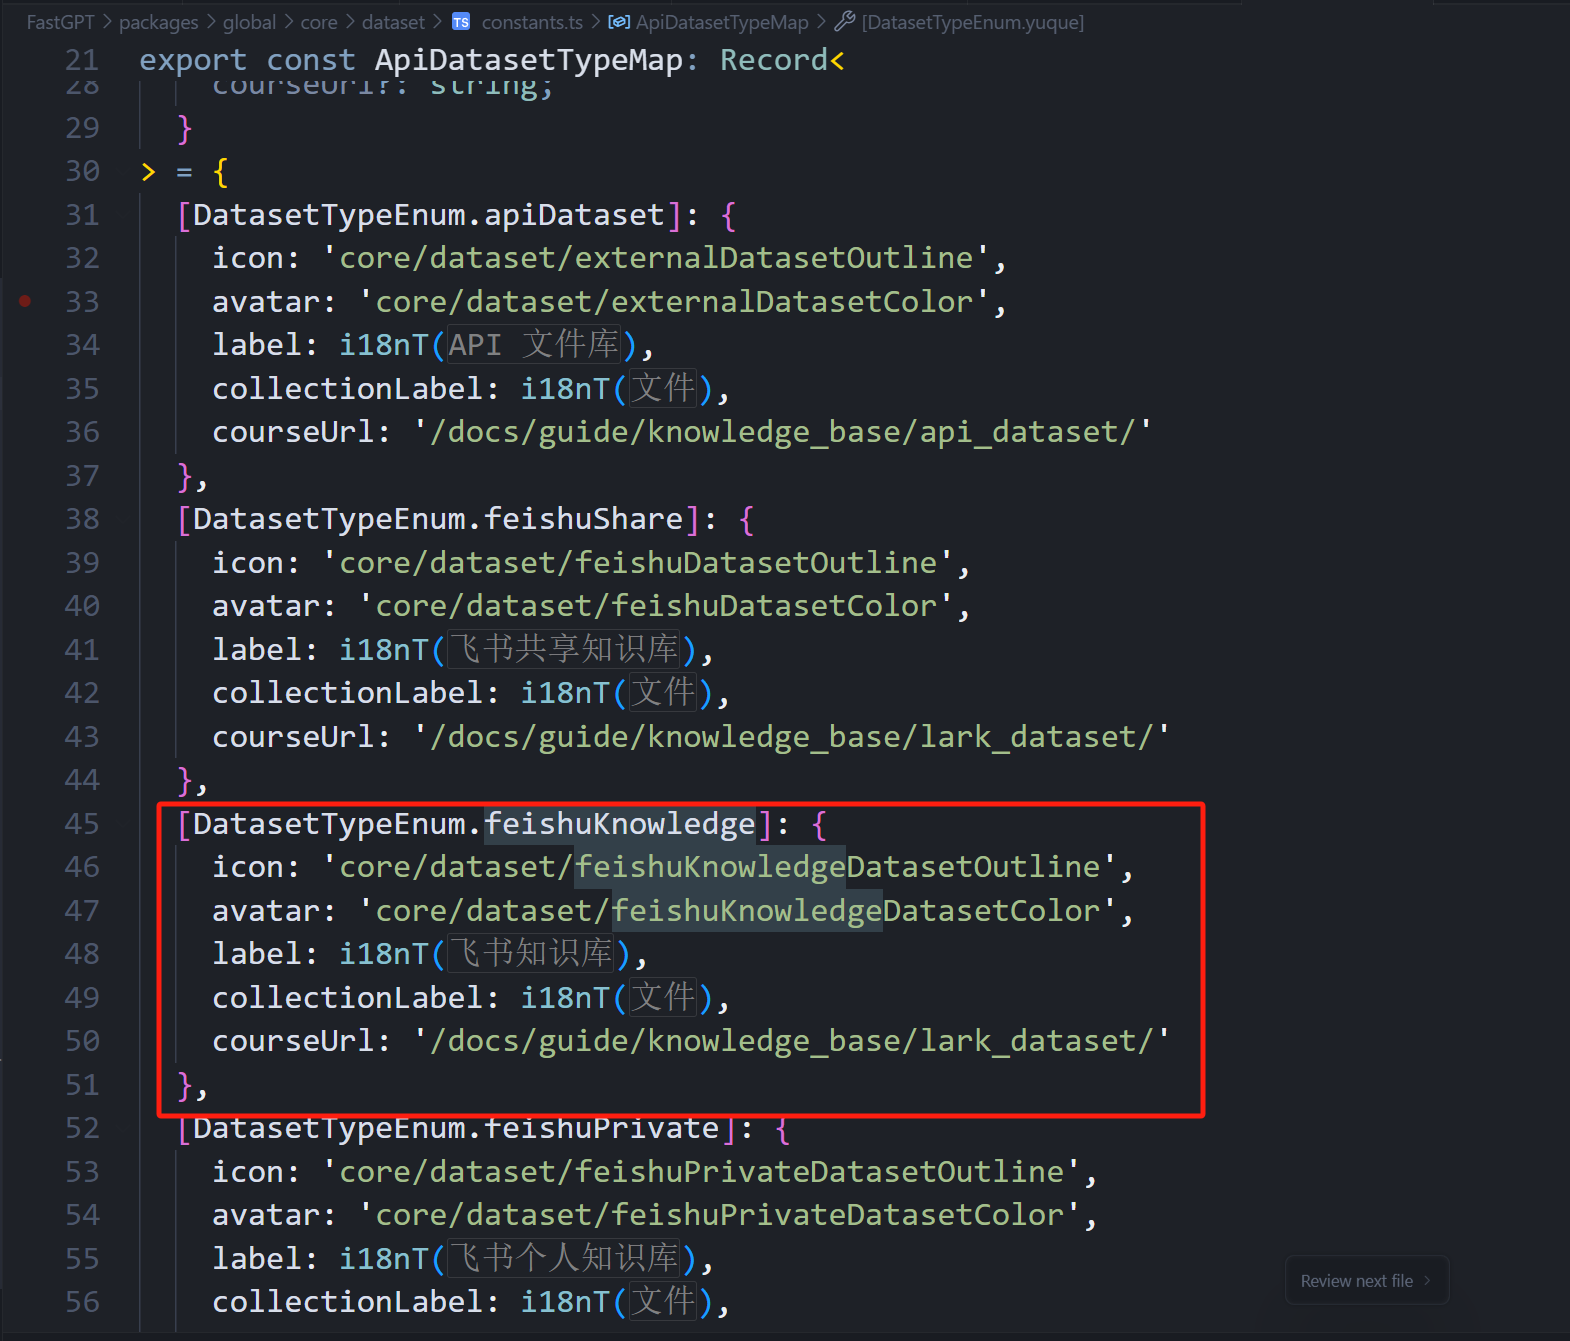 FastGPT > packages > global > core > dataset > TS constants.ts > ApiDatasetTypeMap > [DatasetTypeEnum.yuque]
21 export const ApiDatasetTypeMap: Record<
28 courseUrl?: string;
29 }
30 > = {
31 [DatasetTypeEnum.apiDataset]: {
32 icon: 'core/dataset/externalDatasetOutline',
33 avatar: 'core/dataset/externalDatasetColor',
34 label: i18nT(API 文件库),
35 collectionLabel: i18nT(文件),
36 courseUrl: '/docs/guide/knowledge_base/api_dataset/'
37 },
38 [DatasetTypeEnum.feishuShare]: {
39 icon: 'core/dataset/feishuDatasetOutline',
40 avatar: 'core/dataset/feishuDatasetColor',
41 label: i18nT(飞书共享知识库),
42 collectionLabel: i18nT(文件),
43 courseUrl: '/docs/guide/knowledge_base/lark_dataset/'
44 },
45 [DatasetTypeEnum.feishuKnowledge]: {
46 icon: 'core/dataset/feishuKnowledgeDatasetOutline',
47 avatar: 'core/dataset/feishuKnowledgeDatasetColor',
48 label: i18nT(飞书知识库),
49 collectionLabel: i18nT(文件),
50 courseUrl: '/docs/guide/knowledge_base/lark_dataset/'
51 },
52 [DatasetTypeEnum.feishuPrivate]: {
53 icon: 'core/dataset/feishuPrivateDatasetOutline',
54 avatar: 'core/dataset/feishuPrivateDatasetColor',
55 label: i18nT(飞书个人知识库),
56 collectionLabel: i18nT(文件),
Review next file >